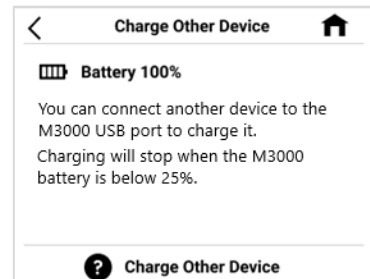 Charge Other Device
Battery 100%
You can connect another device to the
M3000 USB port to charge it.
Charging will stop when the M3000
battery is below 25%.
? Charge Other Device